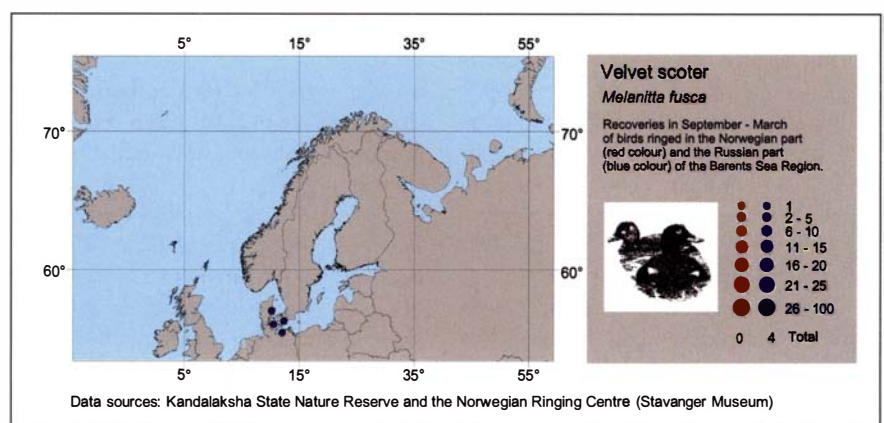 5° 15° 35° 55°
Velvet scoter
Melanitta fusca
Recoveries in September - March
of birds ringed in the Norwegian part
(red colour) and the Russian part
(blue colour) of the Barents Sea Region.
70° 70°
1
2 - 5
6 - 10
11 - 15
60° 60°
16 - 20
21 - 25
26 - 100
0 4 Total
5° 15° 35° 55°
Data sources: Kandalaksha State Nature Reserve and the Norwegian Ringing Centre (Stavanger Museum)